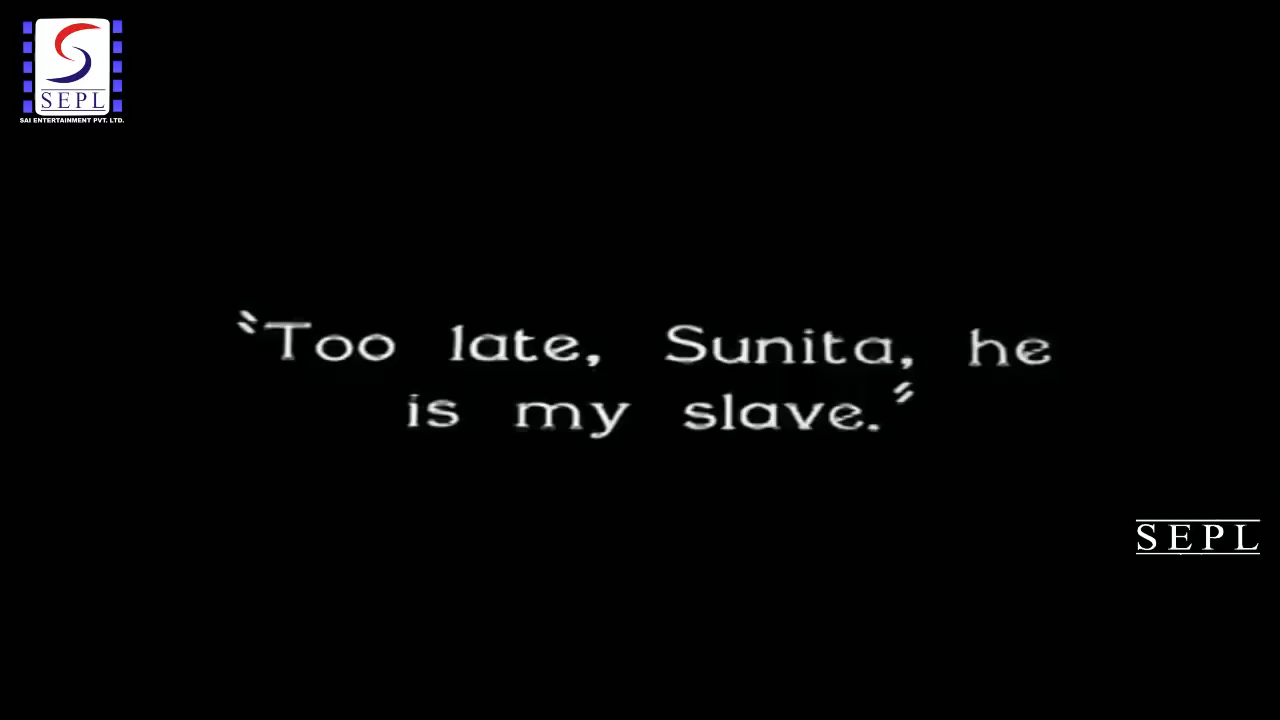 SEPL
SAI ENTERTAINMENT PVT. LTD.
"Too late, Sunita, he
is my slave."
SEPL